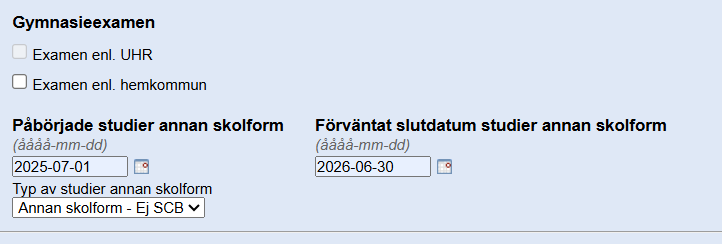 Gymnasieexamen
Examen enl. UHR
Examen enl. hemkommun
Påbörjade studier annan skolform
(åååå-mm-dd)
2025-07-01
Förväntat slutdatum studier annan skolform
(åååå-mm-dd)
2026-06-30
Typ av studier annan skolform
Annan skolform - Ej SCB